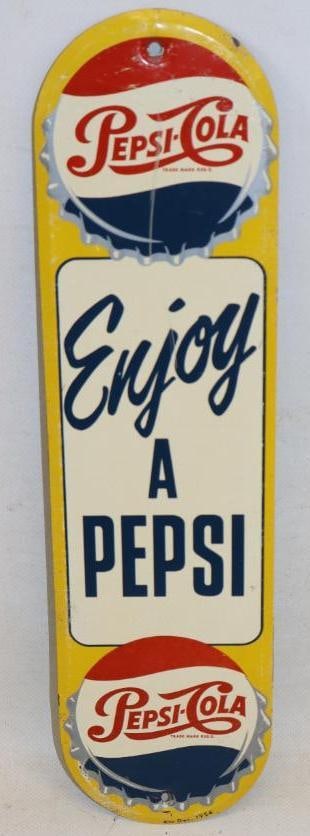 PEPSI-COLA
TRADE MARK REG.
Enjoy
A
PEPSI
PEPSI-COLA
TRADE MARK REG.